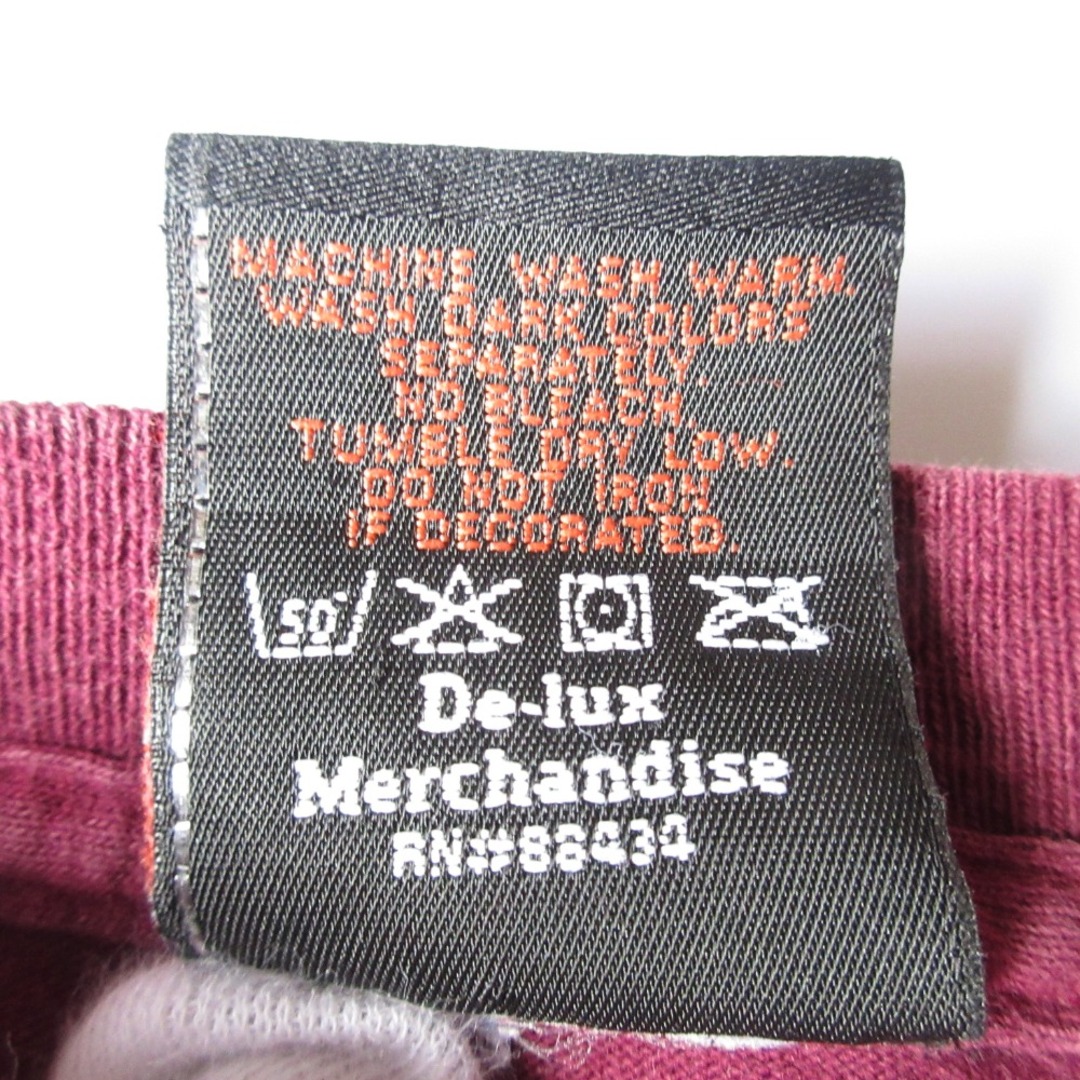 MACHINE WASH WARM.
WASH DARK COLORS
SEPARATELY.
NO BLEACH.
TUMBLE DRY LOW.
DO NOT IRON
IF DECORATED.
50°
De-lux
Merchandise
RN#88434